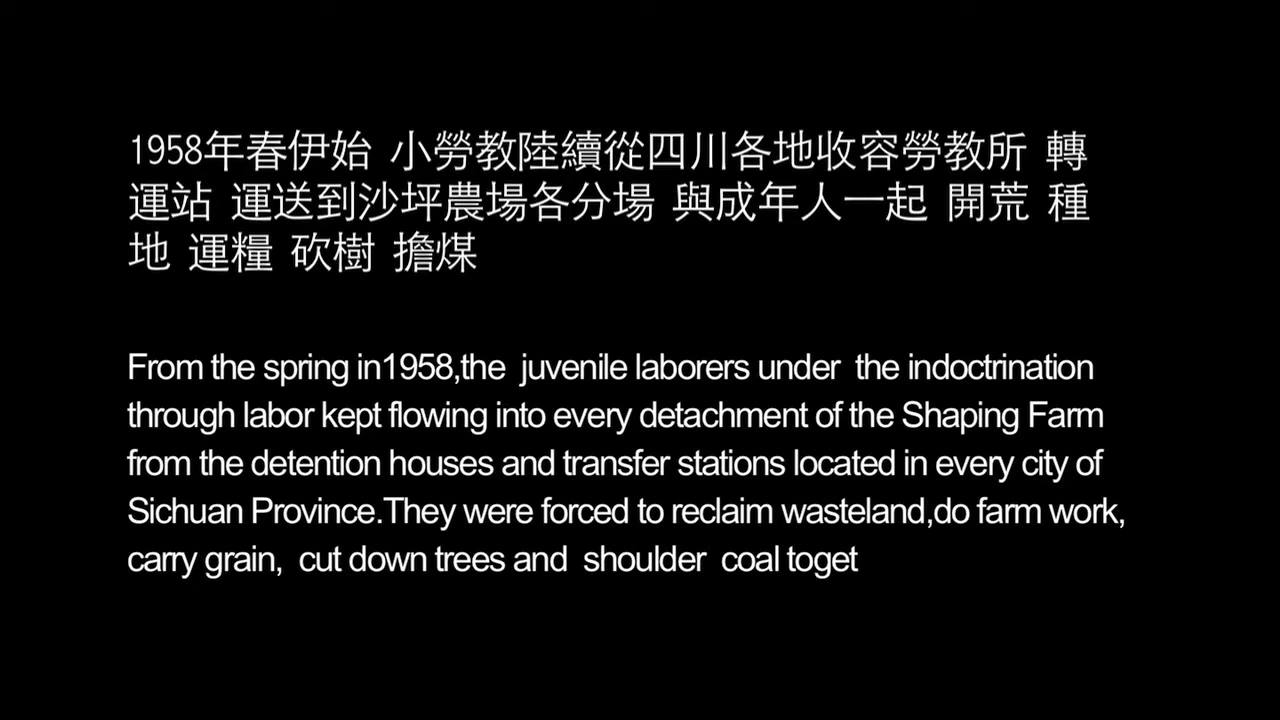 1958年春伊始 小勞教陸續從四川各地收容勞教所 轉
運站 運送到沙坪農場各分場 與成年人一起 開荒 種
地 運糧 砍樹 擔煤
From the spring in1958,the juvenile laborers under the indoctrination
through labor kept flowing into every detachment of the Shaping Farm
from the detention houses and transfer stations located in every city of
Sichuan Province.They were forced to reclaim wasteland,do farm work,
carry grain, cut down trees and shoulder coal toget